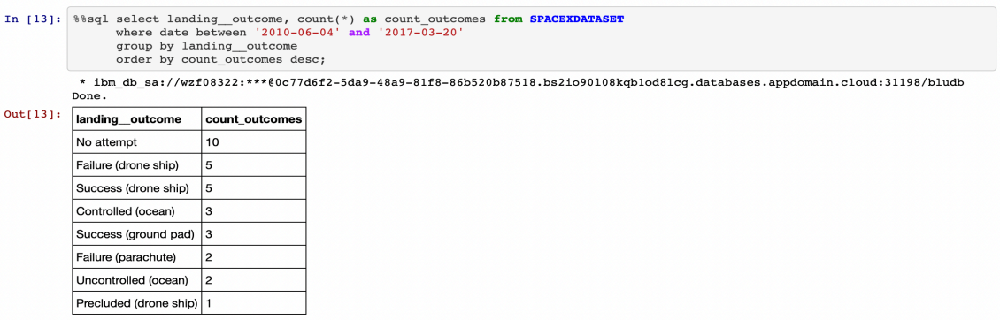 In [13]: %%sql select landing__outcome, count(*) as count_outcomes from SPACEXDATASET
where date between '2010-06-04' and '2017-03-20'
group by landing__outcome
order by count_outcomes desc;
* ibm_db_sa://wzf08322:***@0c77d6f2-5da9-48a9-81f8-86b520b87518.bs2io90l08kqb1od8lcg.databases.appdomain.cloud:31198/bludb
Done.
Out[13]:
landing__outcome count_outcomes
No attempt 10
Failure (drone ship) 5
Success (drone ship) 5
Controlled (ocean) 3
Success (ground pad) 3
Failure (parachute) 2
Uncontrolled (ocean) 2
Precluded (drone ship) 1